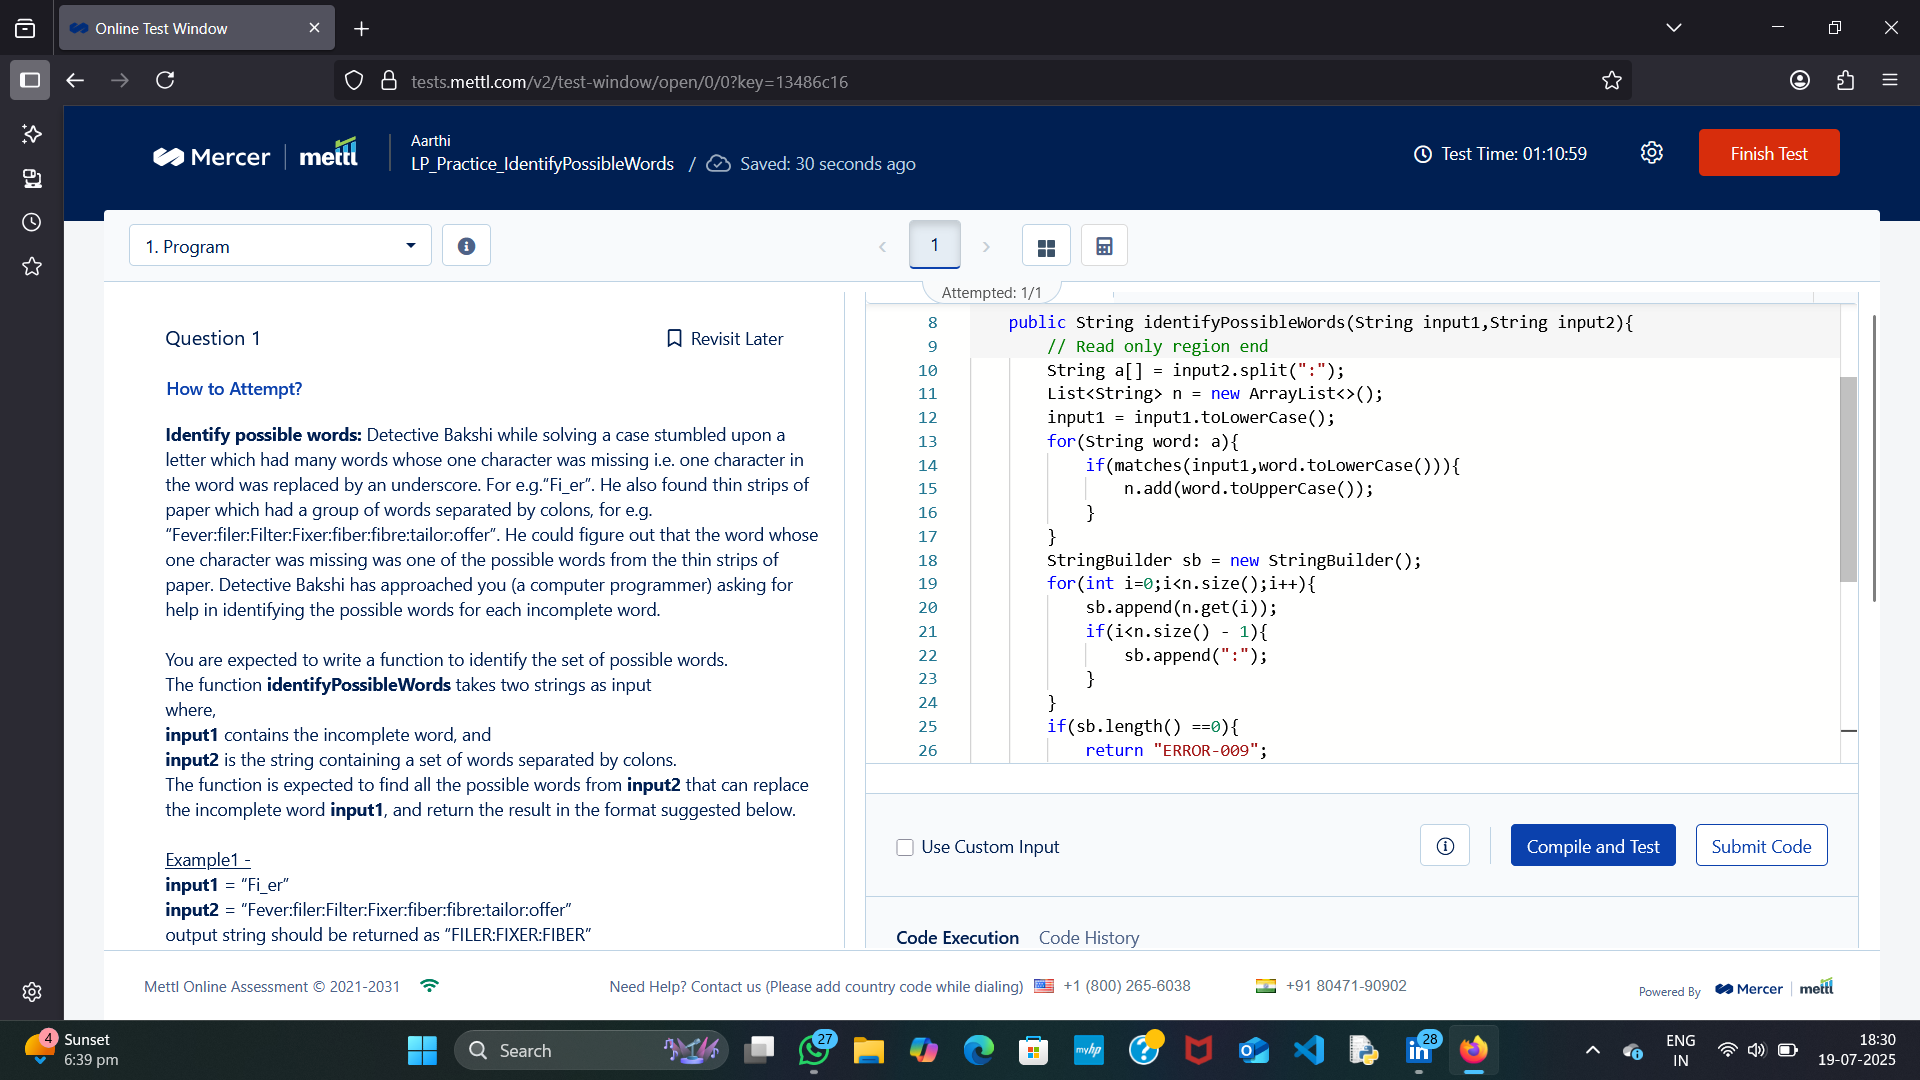 Online Test Window
tests.mettl.com/v2/test-window/open/0/0?key=13486c16
Mercer
mettl
Aarthi
LP_Practice_IdentifyPossibleWords / Saved: 30 seconds ago
Test Time: 01:10:59
Finish Test
1. Program
1
Attempted: 1/1
Question 1
Revisit Later
How to Attempt?
Identify possible words: Detective Bakshi while solving a case stumbled upon a
letter which had many words whose one character was missing i.e. one character in
the word was replaced by an underscore. For e.g.“Fi_er”. He also found thin strips of
paper which had a group of words separated by colons, for e.g.
“Fever:filer:Filter:Fixer:fiber:fibre:tailor:offer”. He could figure out that the word whose
one character was missing was one of the possible words from the thin strips of
paper. Detective Bakshi has approached you (a computer programmer) asking for
help in identifying the possible words for each incomplete word.
You are expected to write a function to identify the set of possible words.
The function identifyPossibleWords takes two strings as input
where,
input1 contains the incomplete word, and
input2 is the string containing a set of words separated by colons.
The function is expected to find all the possible words from input2 that can replace
the incomplete word input1, and return the result in the format suggested below.
Example1 -
input1 = “Fi_er”
input2 = “Fever:filer:Filter:Fixer:fiber:fibre:tailor:offer”
output string should be returned as “FILER:FIXER:FIBER”
8 public String identifyPossibleWords(String input1,String input2){
9 // Read only region end
10 String a[] = input2.split(":");
11 List<String> n = new ArrayList<>();
12 input1 = input1.toLowerCase();
13 for(String word: a){
14 if(matches(input1,word.toLowerCase())){
15 n.add(word.toUpperCase());
16 }
17 }
18 StringBuilder sb = new StringBuilder();
19 for(int i=0;i<n.size();i++){
20 sb.append(n.get(i));
21 if(i<n.size() - 1){
22 sb.append(":");
23 }
24 }
25 if(sb.length() ==0){
26 return "ERROR-009";
Use Custom Input
Compile and Test
Submit Code
Code Execution Code History
Mettl Online Assessment © 2021-2031
Need Help? Contact us (Please add country code while dialing) +1 (800) 265-6038 +91 80471-90902
Powered By Mercer mettl
4
Sunset
6:39 pm
Search
27
myhp
28
ENG
IN
18:30
19-07-2025